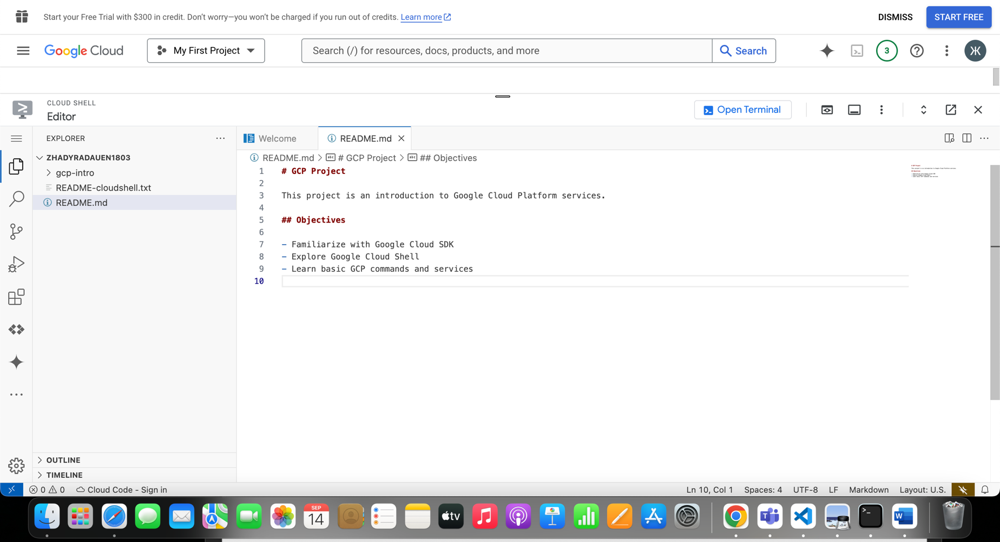 Start your Free Trial with $300 in credit. Don't worry—you won't be charged if you run out of credits. Learn more
DISMISS
START FREE
Google Cloud
My First Project
Search (/) for resources, docs, products, and more
Search
3
Ж
CLOUD SHELL
Editor
Open Terminal
EXPLORER
Welcome
README.md
ZHADYRADAUEN1803
gcp-intro
README-cloudshell.txt
README.md
README.md > # GCP Project > ## Objectives
1 # GCP Project
2
3 This project is an introduction to Google Cloud Platform services.
4
5 ## Objectives
6
7 - Familiarize with Google Cloud SDK
8 - Explore Google Cloud Shell
9 - Learn basic GCP commands and services
10
OUTLINE
TIMELINE
0 0 Cloud Code - Sign in
Ln 10, Col 1 Spaces: 4 UTF-8 LF Markdown Layout: U.S.
SEP
14
tv
T
W